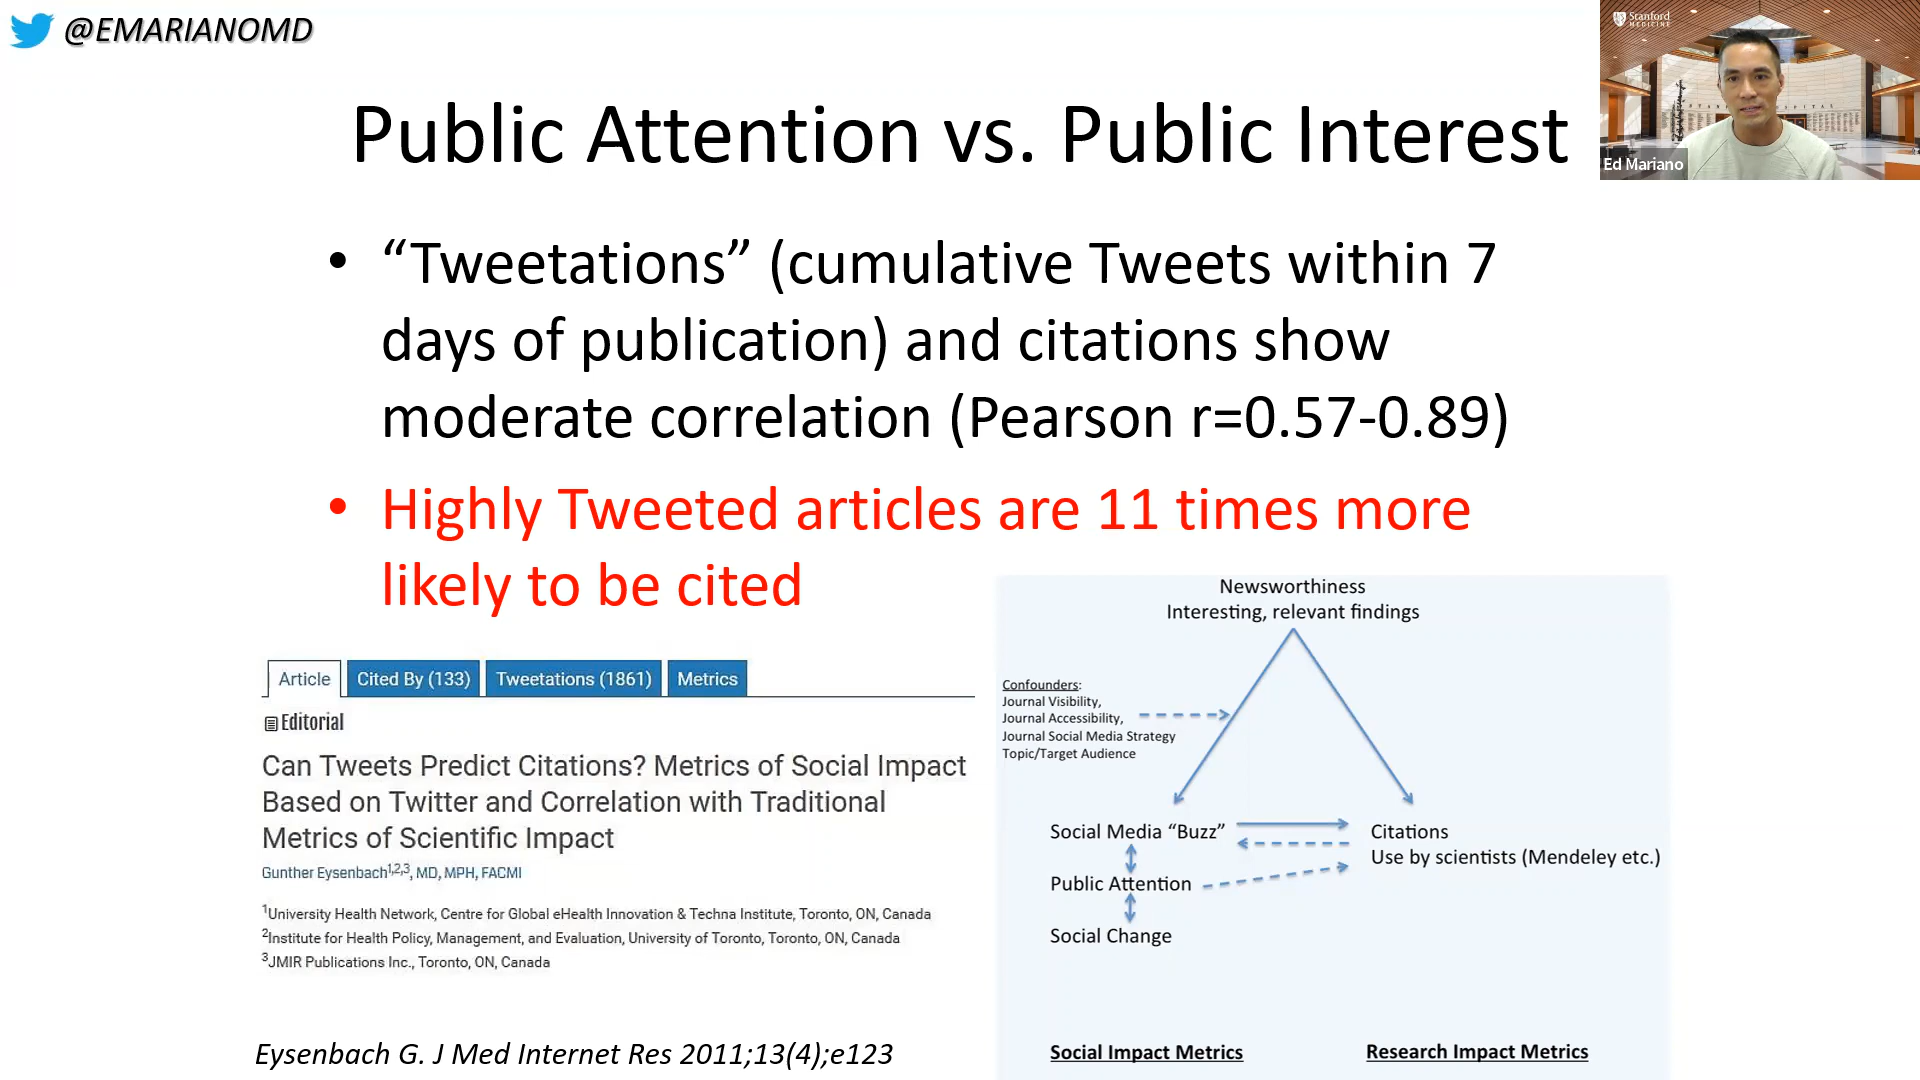 @EMARIANOMD
Stanford
MEDICINE
Ed Mariano
Public Attention vs. Public Interest
• “Tweetations” (cumulative Tweets within 7
days of publication) and citations show
moderate correlation (Pearson r=0.57-0.89)
• Highly Tweeted articles are 11 times more
likely to be cited
Article
Cited By (133)
Tweetations (1861)
Metrics
Editorial
Can Tweets Predict Citations? Metrics of Social Impact
Based on Twitter and Correlation with Traditional
Metrics of Scientific Impact
Gunther Eysenbach1,2,3, MD, MPH, FACMI
1University Health Network, Centre for Global eHealth Innovation & Techna Institute, Toronto, ON, Canada
2Institute for Health Policy, Management, and Evaluation, University of Toronto, Toronto, ON, Canada
3JMIR Publications Inc., Toronto, ON, Canada
Eysenbach G. J Med Internet Res 2011;13(4);e123
Newsworthiness
Interesting, relevant findings
Confounders:
Journal Visibility,
Journal Accessibility,
Journal Social Media Strategy
Topic/Target Audience
Social Media “Buzz”
Public Attention
Social Change
Citations
Use by scientists (Mendeley etc.)
Social Impact Metrics
Research Impact Metrics